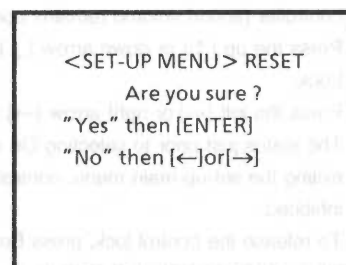 <SET-UP MENU> RESET
Are you sure ?
"Yes" then [ENTER]
"No" then [←]or[→]